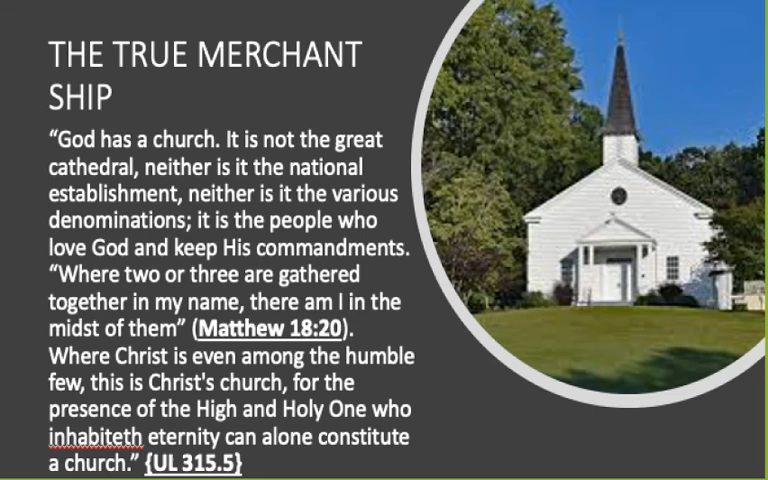 THE TRUE MERCHANT
SHIP
“God has a church. It is not the great
cathedral, neither is it the national
establishment, neither is it the various
denominations; it is the people who
love God and keep His commandments.
“Where two or three are gathered
together in my name, there am I in the
midst of them” (Matthew 18:20).
Where Christ is even among the humble
few, this is Christ's church, for the
presence of the High and Holy One who
inhabiteth eternity can alone constitute
a church.” {UL 315.5}